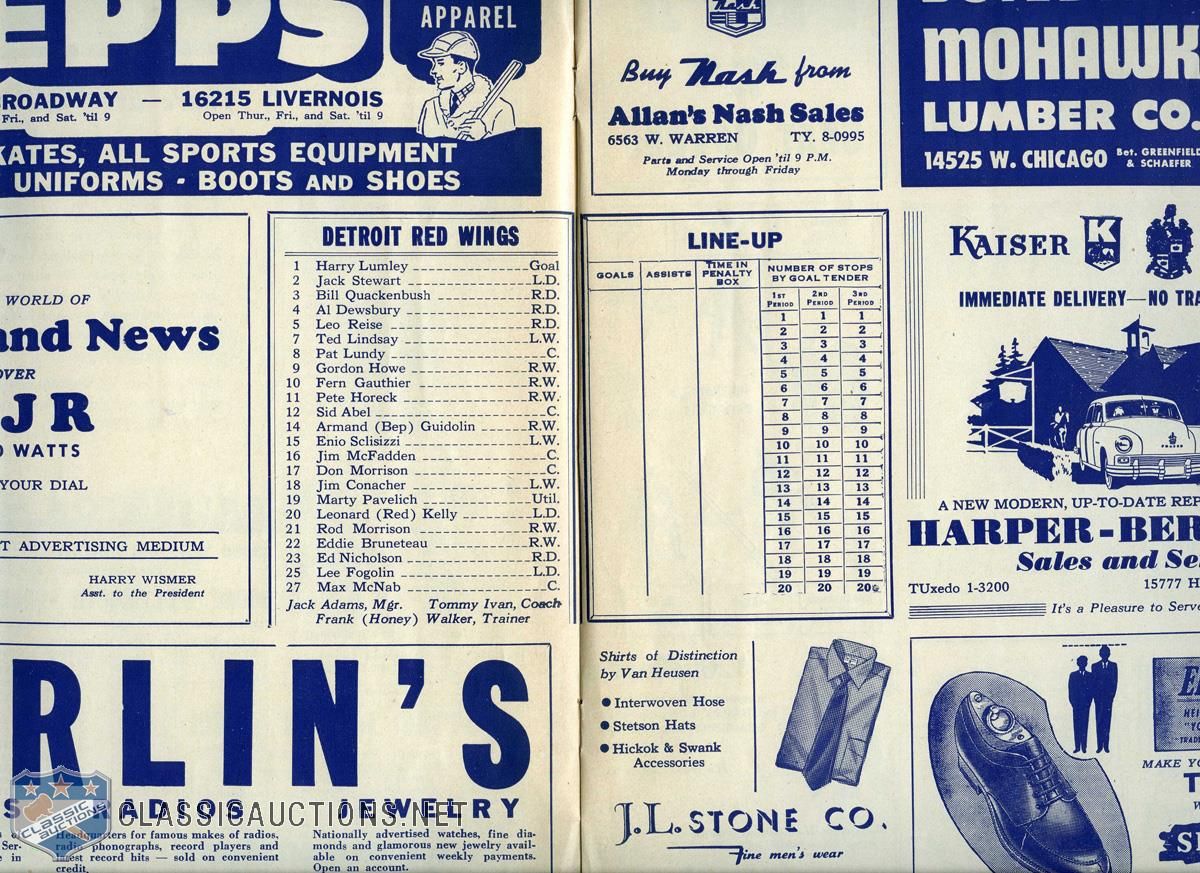 EPPS
APPAREL
BROADWAY — 16215 LIVERNOIS
Fri., and Sat. 'til 9 Open Thur., Fri., and Sat. 'til 9
KATES, ALL SPORTS EQUIPMENT
UNIFORMS - BOOTS AND SHOES
Nash
Buy Nash from
Allan's Nash Sales
6563 W. WARREN TY. 8-0995
Parts and Service Open 'til 9 P.M.
Monday through Friday
MOHAWK
LUMBER CO.
14525 W. CHICAGO Bet. GREENFIELD
& SCHAEFER
WORLD OF
and News
OVER
JR
WATTS
YOUR DIAL
T ADVERTISING MEDIUM
HARRY WISMER
Asst. to the President
DETROIT RED WINGS
1 Harry Lumley Goal
2 Jack Stewart L.D.
3 Bill Quackenbush R.D.
4 Al Dewsbury R.D.
5 Leo Reise R.D.
7 Ted Lindsay L.W.
8 Pat Lundy C.
9 Gordon Howe R.W.
10 Fern Gauthier R.W.
11 Pete Horeck R.W.
12 Sid Abel C.
14 Armand (Bep) Guidolin R.W.
15 Enio Sclisizzi L.W.
16 Jim McFadden C.
17 Don Morrison C.
18 Jim Conacher L.W.
19 Marty Pavelich Util.
20 Leonard (Red) Kelly L.D.
21 Rod Morrison R.W.
22 Eddie Bruneteau R.W.
23 Ed Nicholson R.D.
25 Lee Fogolin L.D.
27 Max McNab C.
Jack Adams, Mgr. Tommy Ivan, Coach
Frank (Honey) Walker, Trainer
LINE-UP
GOALS ASSISTS TIME IN PENALTY BOX NUMBER OF STOPS BY GOAL TENDER
1ST PERIOD 2ND PERIOD 3RD PERIOD
1 1 1
2 2 2
3 3 3
4 4 4
5 5 5
6 6 6
7 7 7
8 8 8
9 9 9
10 10 10
11 11 11
12 12 12
13 13 13
14 14 14
15 15 15
16 16 16
17 17 17
18 18 18
19 19 19
20 20 20
KAISER K
IMMEDIATE DELIVERY—NO TRA
A NEW MODERN, UP-TO-DATE REP
HARPER-BER
Sales and Se
TUxedo 1-3200 15777 H
It's a Pleasure to Serve
RLIN'S
RADIOS JEWELRY
Headquarters for famous makes of radios,
radio phonographs, record players and
latest record hits — sold on convenient
credit.
Nationally advertised watches, fine dia-
monds and glamorous new jewelry avail-
able on convenient weekly payments.
Open an account.
Ser-
e in
CLASSIC AUCTIONS
CLASSICAUCTIONS.NET
Shirts of Distinction
by Van Heusen
● Interwoven Hose
● Stetson Hats
● Hickok & Swank
Accessories
J.L. STONE CO.
fine men's wear
MAKE YO
T